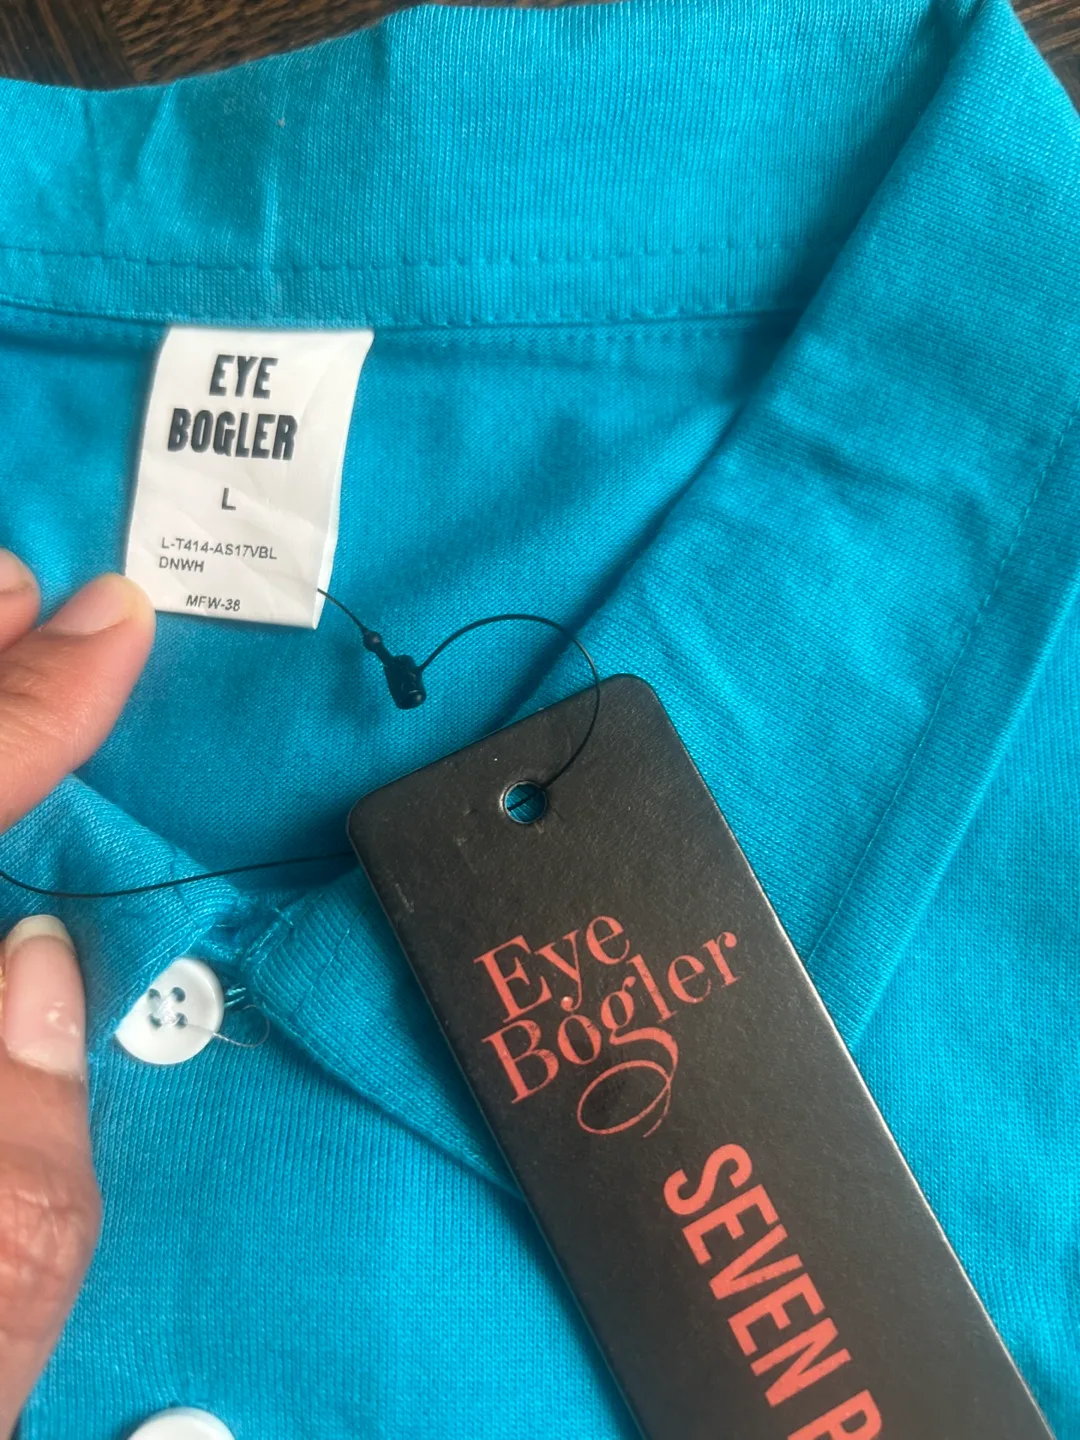 EYE
BOGLER
L
L-T414-AS17VBL
DNWH
MFW-38
Eye
Bogler
SEVEN